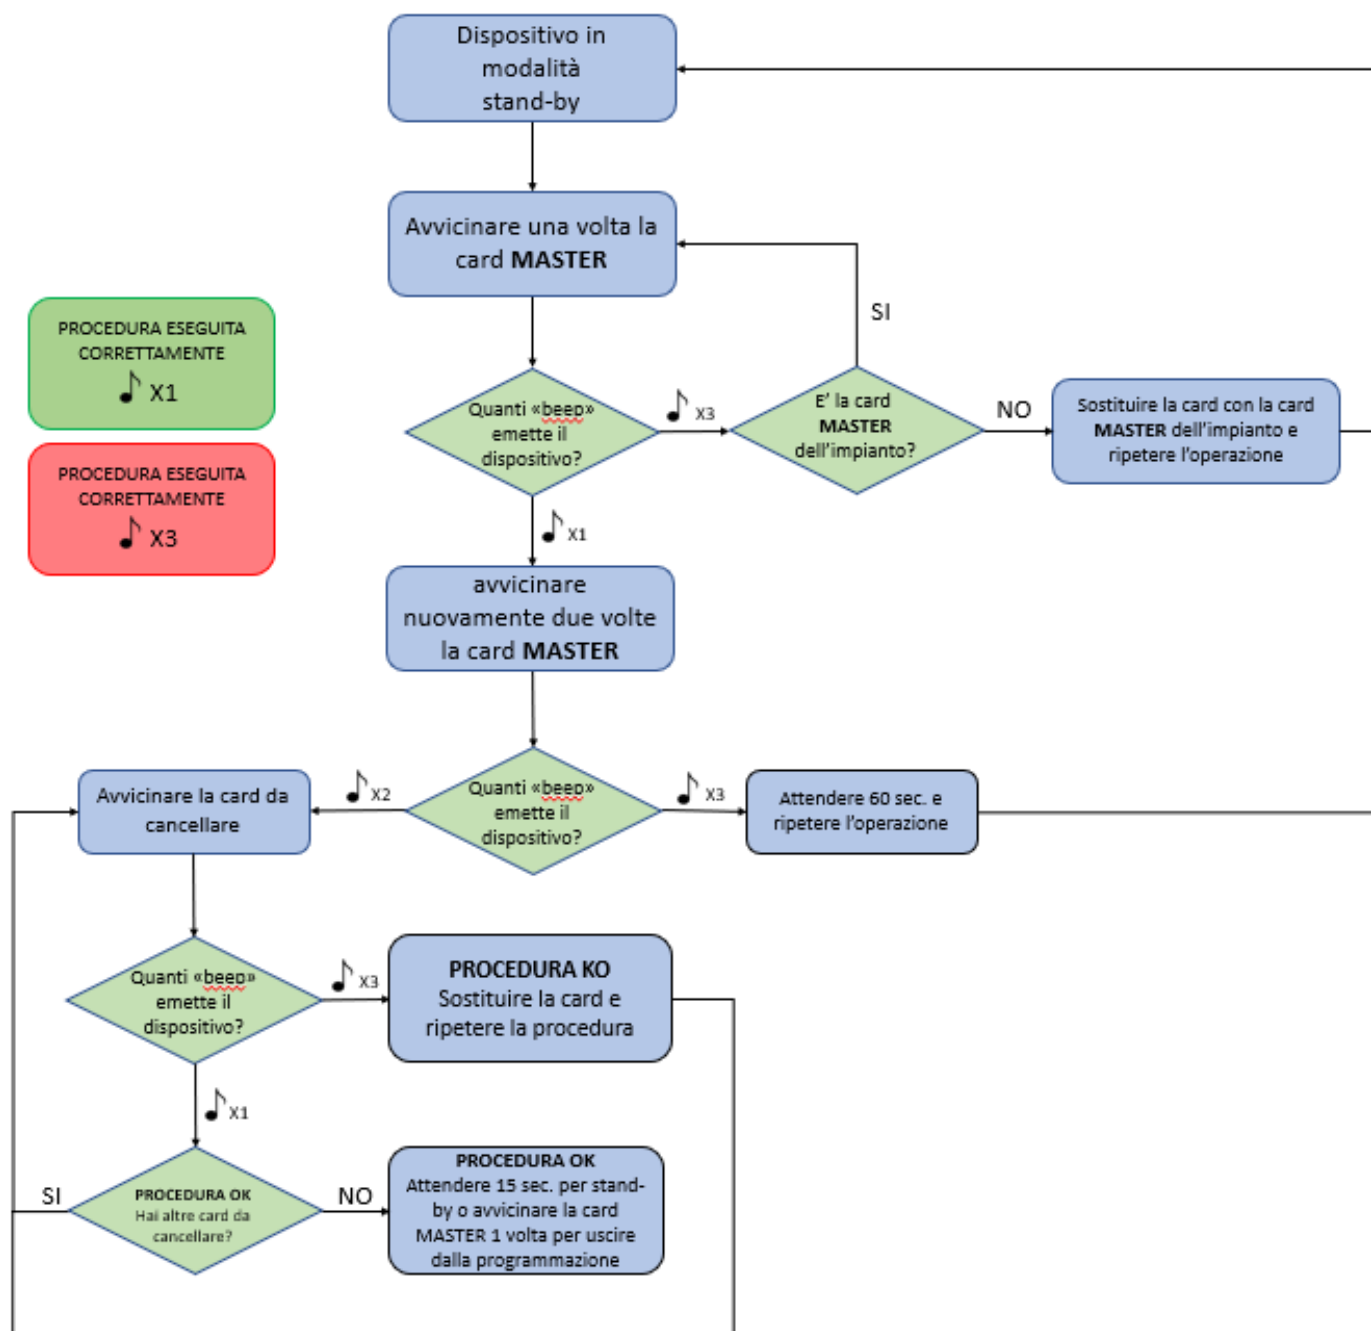 Dispositivo in
modalità
stand-by
Avvicinare una volta la
card MASTER
SI
PROCEDURA ESEGUITA
CORRETTAMENTE
X1
PROCEDURA ESEGUITA
CORRETTAMENTE
X3
Quanti «beep»
emette il
dispositivo?
X3
E' la card
MASTER
dell'impianto?
NO
Sostituire la card con la card
MASTER dell'impianto e
ripetere l'operazione
X1
avvicinare
nuovamente due volte
la card MASTER
Avvicinare la card da
cancellare
X2
Quanti «beep»
emette il
dispositivo?
X3
Attendere 60 sec. e
ripetere l'operazione
Quanti «beep»
emette il
dispositivo?
X3
PROCEDURA KO
Sostituire la card e
ripetere la procedura
X1
SI
PROCEDURA OK
Hai altre card da
cancellare?
NO
PROCEDURA OK
Attendere 15 sec. per stand-
by o avvicinare la card
MASTER 1 volta per uscire
dalla programmazione